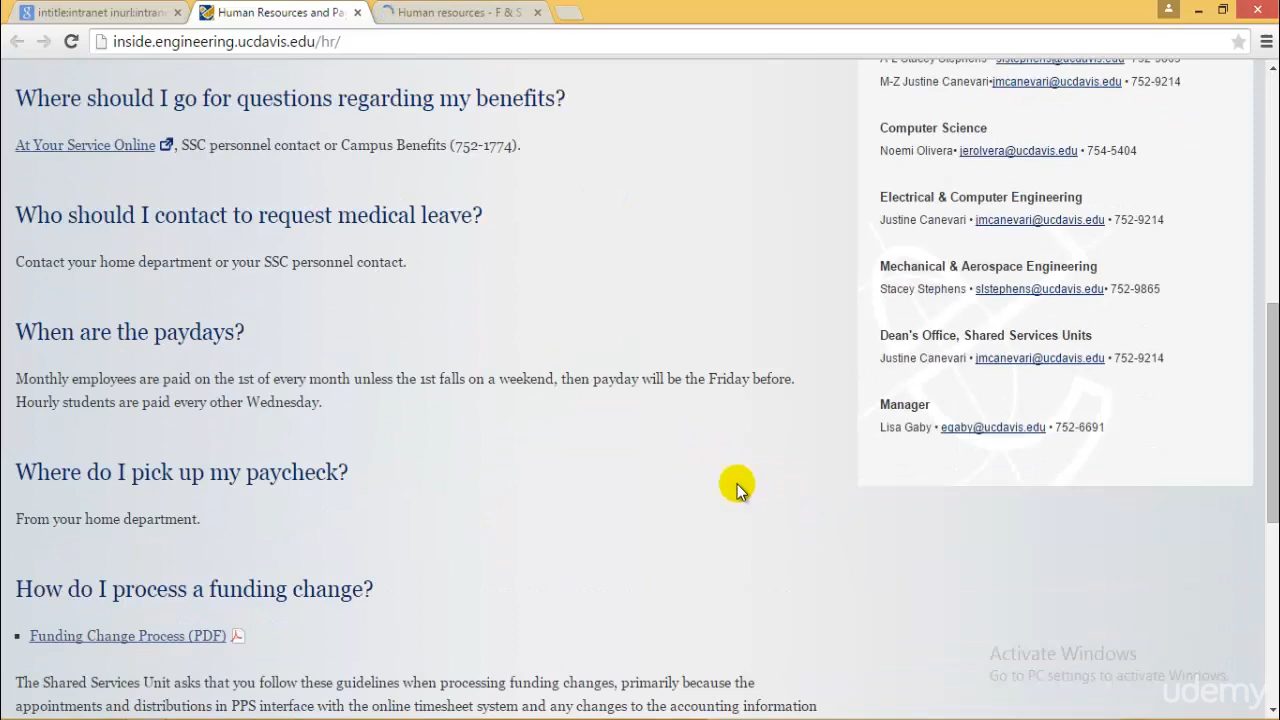 intitle:intranet inurl:intrane
Human Resources and Pa
Human resources - F & S
inside.engineering.ucdavis.edu/hr/
Where should I go for questions regarding my benefits?
At Your Service Online , SSC personnel contact or Campus Benefits (752-1774).
Who should I contact to request medical leave?
Contact your home department or your SSC personnel contact.
When are the paydays?
Monthly employees are paid on the 1st of every month unless the 1st falls on a weekend, then payday will be the Friday before.
Hourly students are paid every other Wednesday.
Where do I pick up my paycheck?
From your home department.
How do I process a funding change?
▪ Funding Change Process (PDF)
The Shared Services Unit asks that you follow these guidelines when processing funding changes, primarily because the
appointments and distributions in PPS interface with the online timesheet system and any changes to the accounting information
A-Z Stacey Stephens slstephens@ucdavis.edu 752-9865
M-Z Justine Canevari•jmcanevari@ucdavis.edu • 752-9214
Computer Science
Noemi Olivera• jerolvera@ucdavis.edu • 754-5404
Electrical & Computer Engineering
Justine Canevari • jmcanevari@ucdavis.edu • 752-9214
Mechanical & Aerospace Engineering
Stacey Stephens • slstephens@ucdavis.edu• 752-9865
Dean's Office, Shared Services Units
Justine Canevari • jmcanevari@ucdavis.edu • 752-9214
Manager
Lisa Gaby • egaby@ucdavis.edu • 752-6691
Activate Windows
Go to PC settings to activate Windows.
udemy